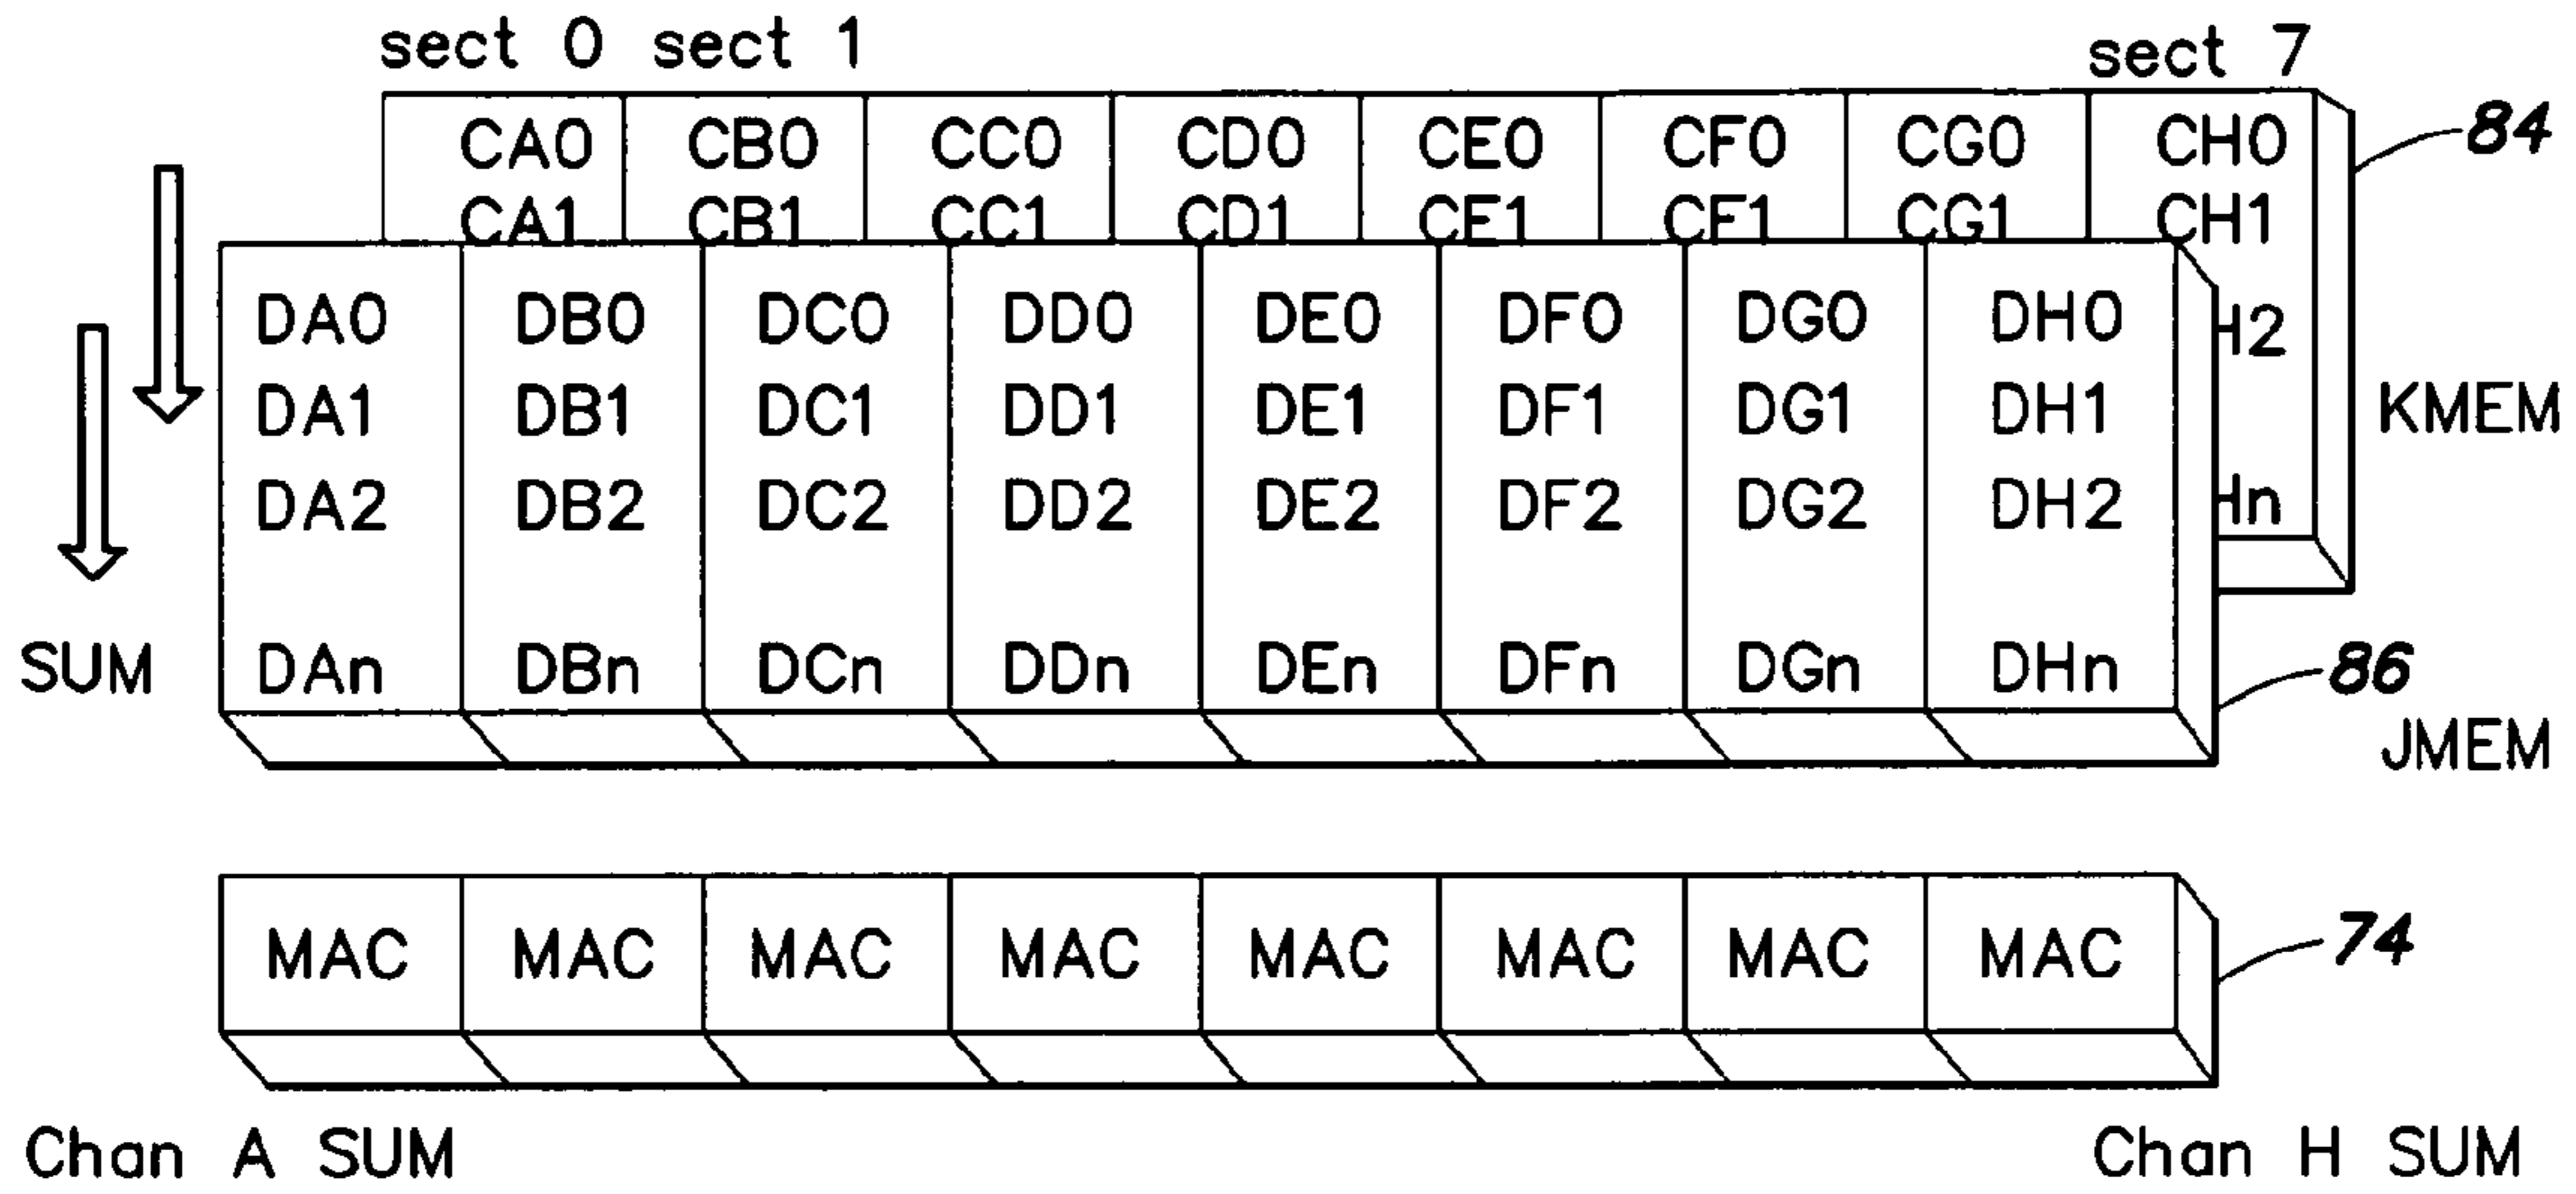 sect 0 sect 1 sect 7
CA0 CB0 CC0 CD0 CE0 CF0 CG0 CH0 84
CA1 CB1 CC1 CD1 CE1 CF1 CG1 CH1
DA0 DB0 DC0 DD0 DE0 DF0 DG0 DH0 H2
DA1 DB1 DC1 DD1 DE1 DF1 DG1 DH1 KMEM
DA2 DB2 DC2 DD2 DE2 DF2 DG2 DH2 Hn
SUM DAn DBn DCn DDn DEn DFn DGn DHn 86
JMEM
MAC MAC MAC MAC MAC MAC MAC MAC 74
Chan A SUM Chan H SUM